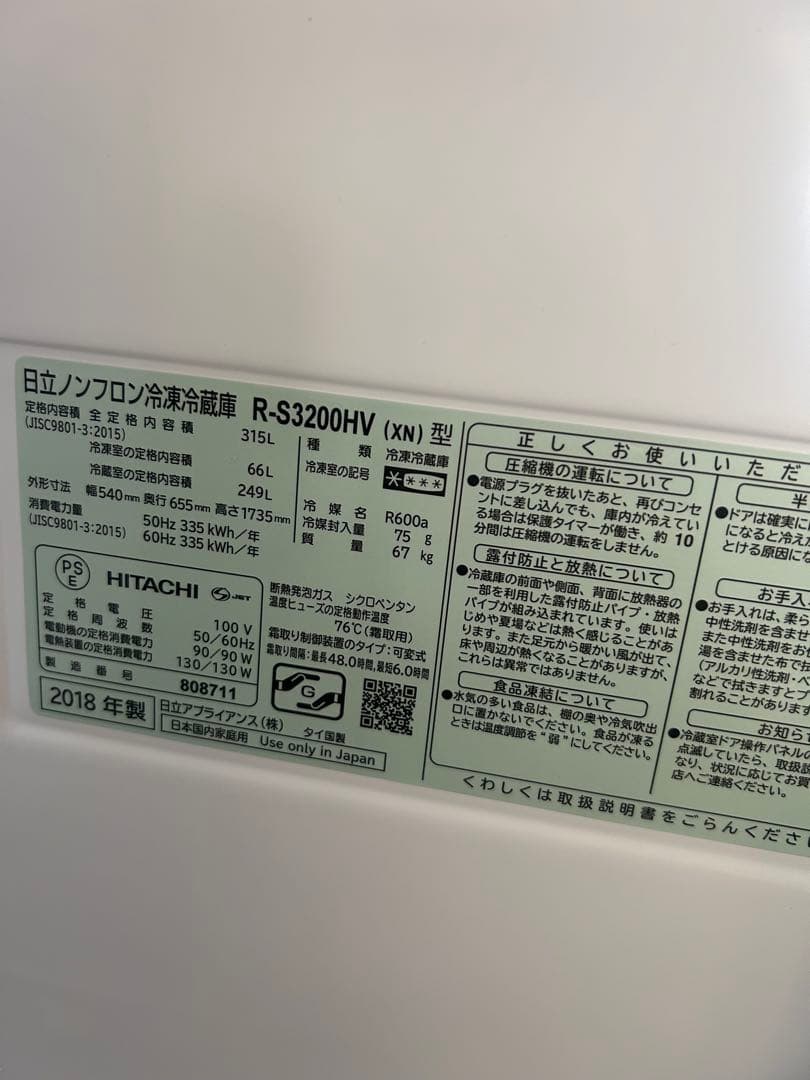 日立ノンフロン冷凍冷蔵庫 R-S3200HV (XN) 型
定格内容積 全定格内容積 315L
(JISC9801-3:2015)
冷凍室の定格内容積 66L
冷蔵室の定格内容積 249L
外形寸法 幅540mm 奥行655mm 高さ1735mm
消費電力量 50Hz 335 kWh/年
(JISC9801-3:2015) 60Hz 335 kWh/年
種類 冷凍冷蔵庫
冷凍室の記号 ****
冷媒名 R600a
冷媒封入量 75 g
質量 67 kg
PS
E
HITACHI JET
定格電圧 100 V
定格周波数 50/60Hz
電動機の定格消費電力 90/90 W
電熱装置の定格消費電力 130/130 W
製造番号 808711
断熱発泡ガス シクロペンタン
温度ヒューズの定格動作温度
76℃(霜取用)
霜取り制御装置のタイプ:可変式
霜取り間隔:最長48.0時間,最短6.0時間
G
2018 年製
日立アプライアンス(株) タイ国製
日本国内家庭用 Use only in Japan
正しくお使いいただ
圧縮機の運転について
●電源プラグを抜いたあと、再びコンセ
ントに差し込んでも、庫内が冷えてい
る場合は保護タイマーが働き、約 10
分間は圧縮機の運転をしません。
露付防止と放熱について
●冷蔵庫の前面や側面、背面に放熱器の
一部を利用した露付防止パイプ・放熱
パイプが組み込まれています。使いは
じめや夏場などは熱く感じることがあ
ります。また足元から暖かい風が出て、
床や周辺が熱くなることがありますが、
これらは異常ではありません。
食品凍結について
●水気の多い食品は、棚の奥や冷気吹出
口に置かないでください。食品が凍る
ときは温度調節を“弱”にしてください。
半
●ドアは確実に
になると冷えか
とける原因にな
お手入
●お手入れは、柔ら
中性洗剤を含ませ
また中性洗剤をお使
湯を含ませた布で拭
(アルカリ性洗剤・ベ
などで拭きますとプ
割れることがあります
お知らせ
●冷蔵室ドア操作パネルの
点滅していたら、取扱説
なり、状況に応じてお買
店へご連絡ください。
くわしくは取扱説明書をごらんください